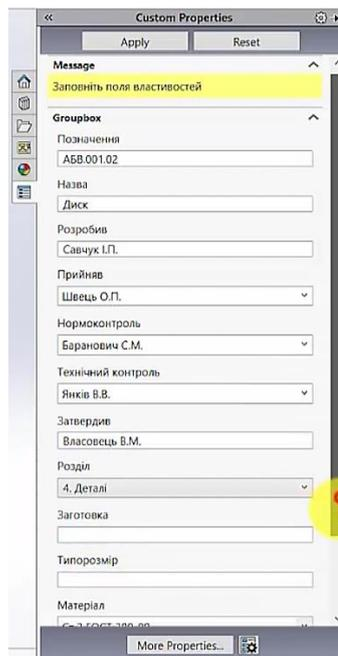 Custom Properties
Apply
Reset
Message
Заповніть поля властивостей
Groupbox
Позначення
АБВ.001.02
Назва
Диск
Розробив
Савчук І.П.
Прийняв
Швець О.П.
Нормоконтроль
Баранович С.М.
Технічний контроль
Янків В.В.
Затвердив
Власовець В.М.
Розділ
4. Деталі
Заготовка
Типорозмір
Матеріал
More Properties...